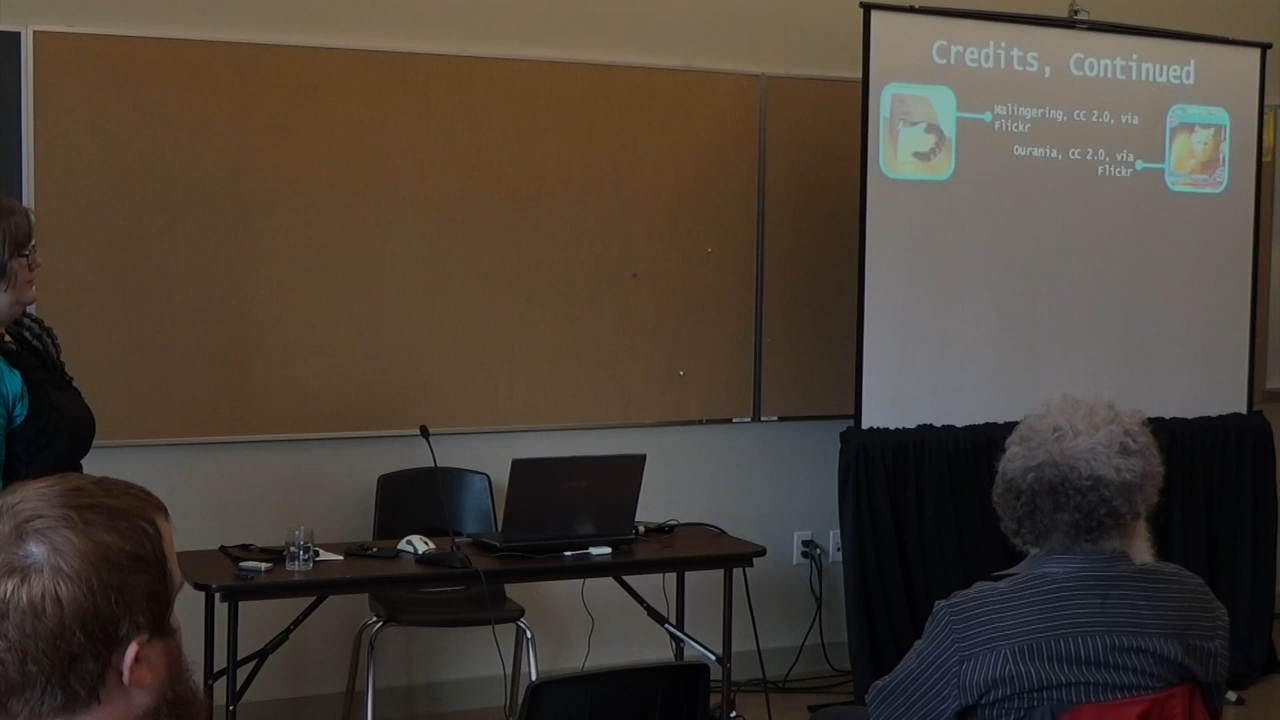 Credits, Continued
Malingering, CC 2.0, via
Flickr
Ourania, CC 2.0, via
Flickr